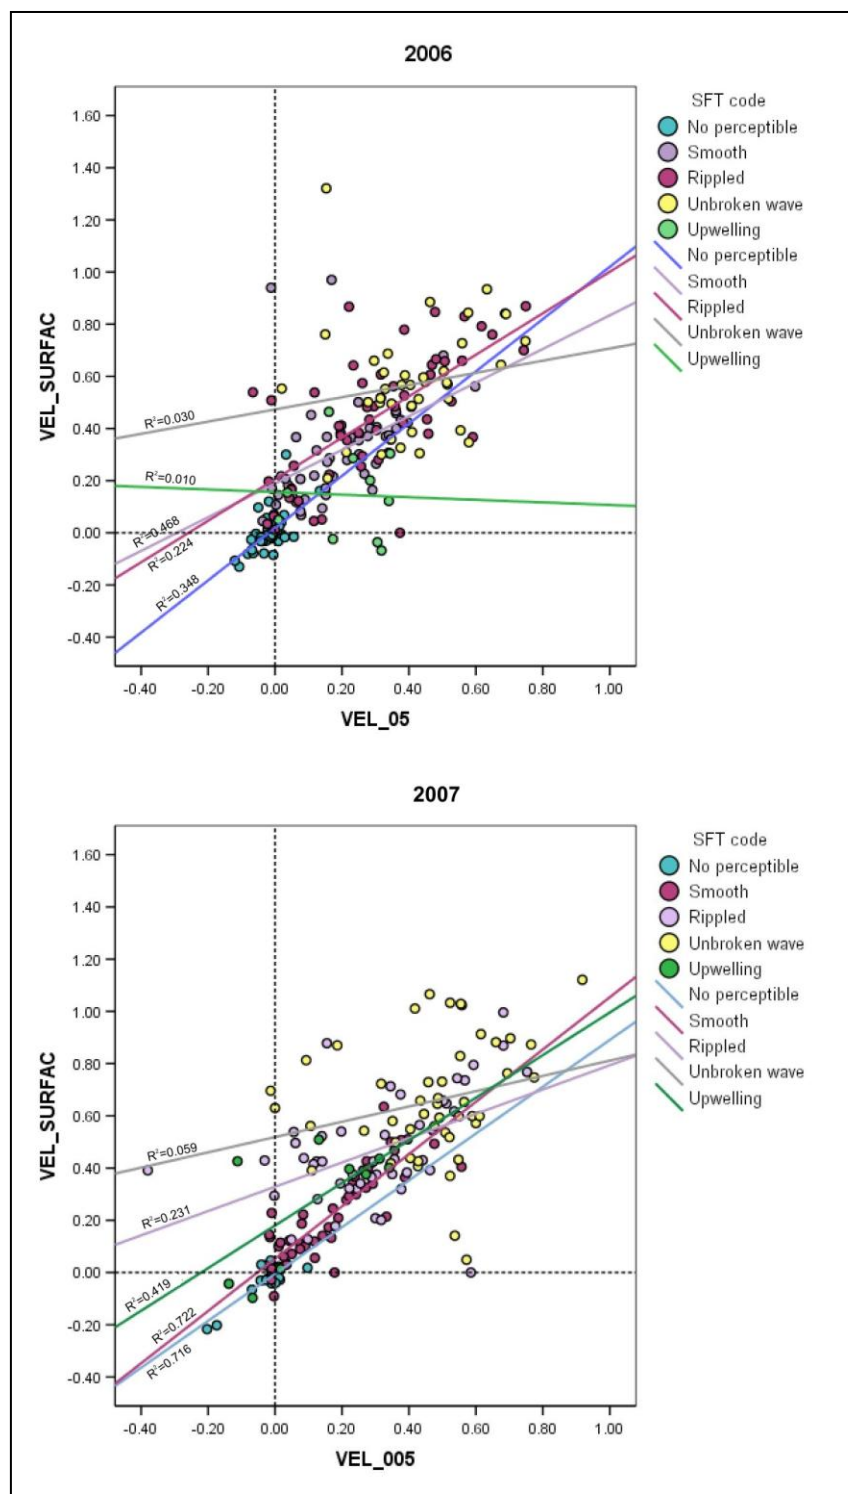 2006
SFT code
No perceptible
Smooth
Rippled
Unbroken wave
Upwelling
No perceptible
Smooth
Rippled
Unbroken wave
Upwelling
VEL_SURFAC
1.60
1.40
1.20
1.00
0.80
0.60
0.40
0.20
0.00
-0.20
-0.40
R²=0.030
R²=0.010
R²=0.468
R²=0.224
R²=0.348
-0.40 -0.20 0.00 0.20 0.40 0.60 0.80 1.00
VEL_05
2007
SFT code
No perceptible
Smooth
Rippled
Unbroken wave
Upwelling
No perceptible
Smooth
Rippled
Unbroken wave
Upwelling
VEL_SURFAC
1.60
1.40
1.20
1.00
0.80
0.60
0.40
0.20
0.00
-0.20
-0.40
R²=0.059
R²=0.231
R²=0.419
R²=0.722
R²=0.716
-0.40 -0.20 0.00 0.20 0.40 0.60 0.80 1.00
VEL_005